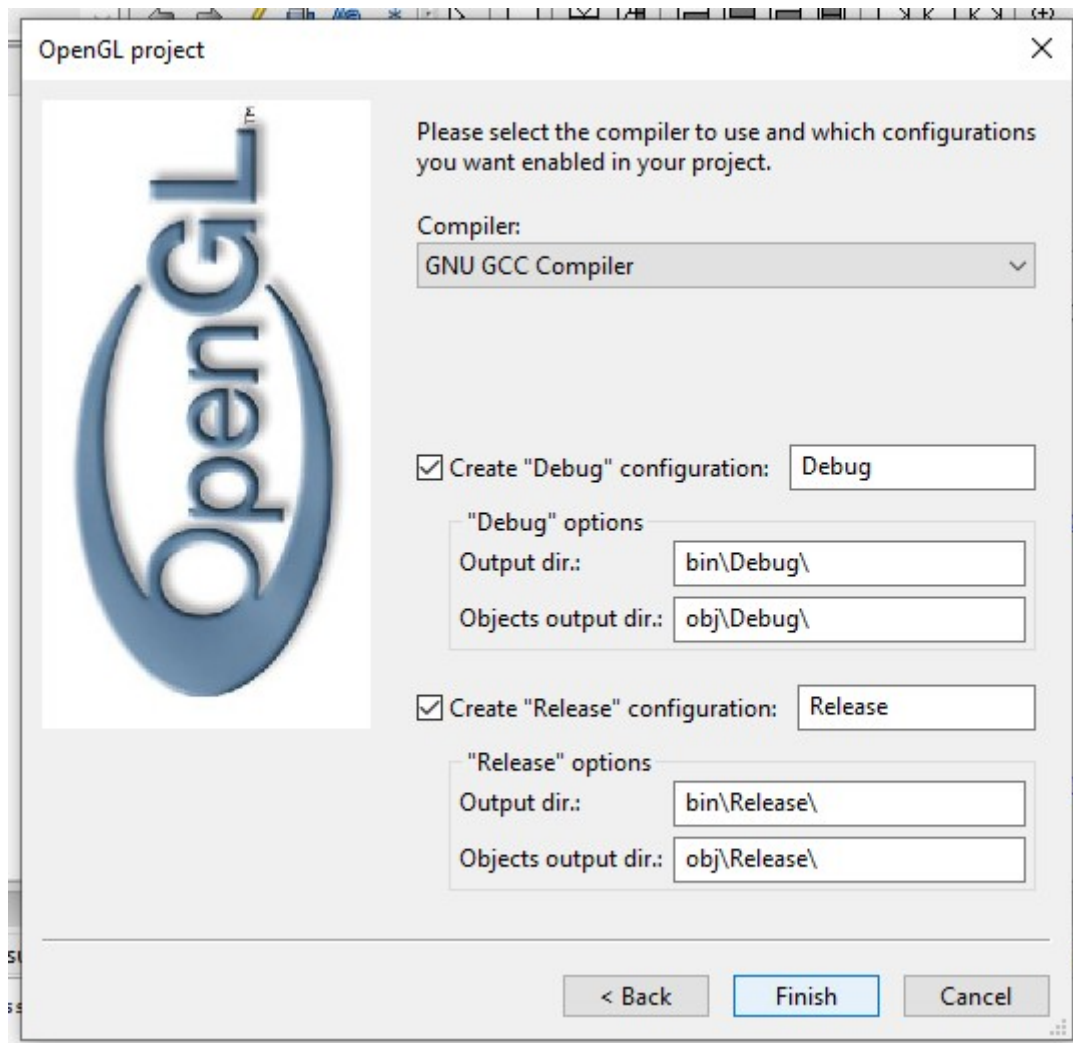 OpenGL project
OpenGL™
Please select the compiler to use and which configurations
you want enabled in your project.
Compiler:
GNU GCC Compiler
Create "Debug" configuration: Debug
"Debug" options
Output dir.: bin\Debug\
Objects output dir.: obj\Debug\
Create "Release" configuration: Release
"Release" options
Output dir.: bin\Release\
Objects output dir.: obj\Release\
< Back Finish Cancel